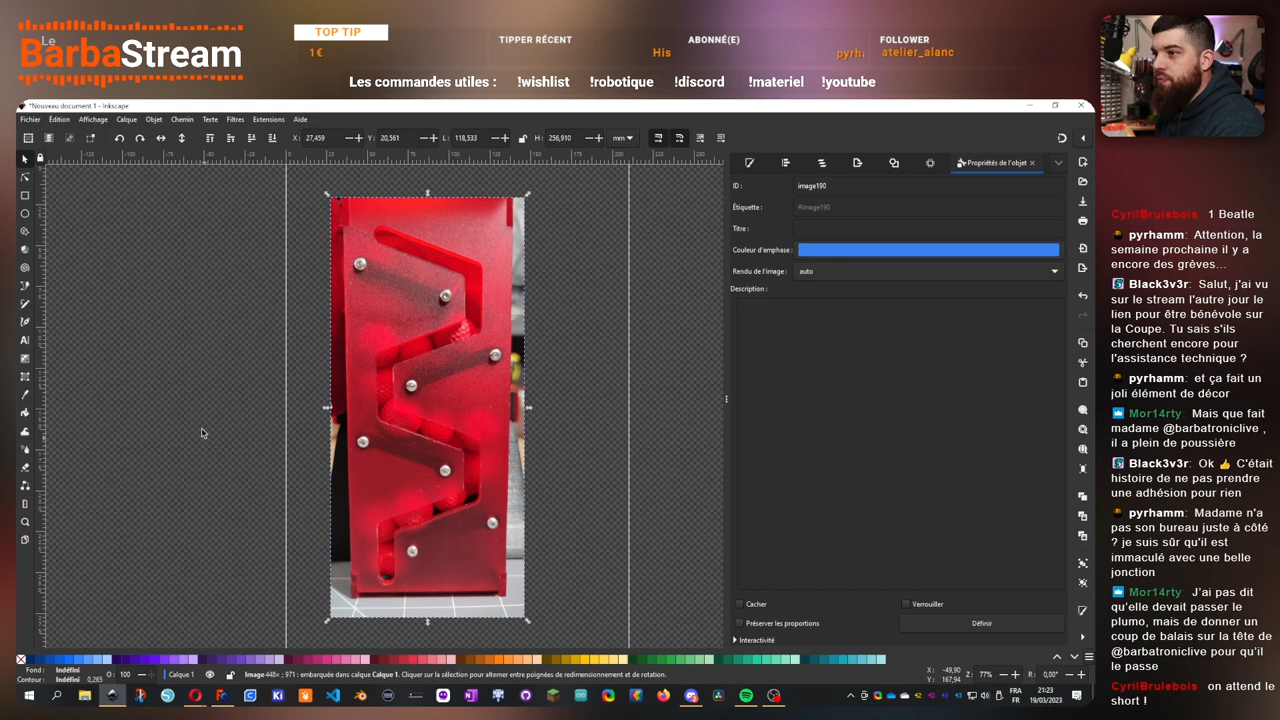 Le
BarbaStream
TOP TIP
1€
TIPPER RÉCENT
His
ABONNÉ(E)
pyrh
FOLLOWER
atelier_alanc
Les commandes utiles :
!wishlist
!robotique
!discord
!materiel
!youtube
*Nouveau document 1 - Inkscape
Fichier
Édition
Affichage
Calque
Objet
Chemin
Texte
Filtres
Extensions
Aide
X: 27,459
Y: 20,561
L: 118,533
H: 256,910
mm
Propriétés de l'objet
ID :
image190
Étiquette :
#image190
Titre :
Couleur d'emphase :
Rendu de l'image :
auto
Description :
Cacher
Verrouiller
Préserver les proportions
Définir
Interactivité
Fond :
Indéfini
Contour :
Indéfini
0,265
O : 100
Calque 1
Image 448 × 971 : embarquée dans calque Calque 1. Cliquer sur la sélection pour alterner entre poignées de redimensionnement et de rotation.
X : -49,90
Y : 167,94
Z : 77%
R : 0,00°
FRA
FR
21:23
19/03/2023
CyrilBrulebois 1 Beatle
pyrhamm: Attention, la
semaine prochaine il y a
encore des grèves...
Black3v3r: Salut, j'ai vu
sur le stream l'autre jour le
lien pour être bénévole sur
la Coupe. Tu sais s'ils
cherchent encore pour
l'assistance technique ?
pyrhamm: et ça fait un
joli élément de décor
Mor14rty: Mais que fait
madame @barbatroniclive ,
il a plein de poussière
Black3v3r: Ok 👍 C'était
histoire de ne pas prendre
une adhésion pour rien
pyrhamm: Madame n'a
pas son bureau juste à côté
? je suis sûr qu'il est
immaculé avec une belle
jonction
Mor14rty: J'ai pas dit
qu'elle devait passer le
plumo, mais de donner un
coup de balais sur la tête de
@barbatroniclive pour qu'il
le passe
CyrilBrulebois on attend le
short !